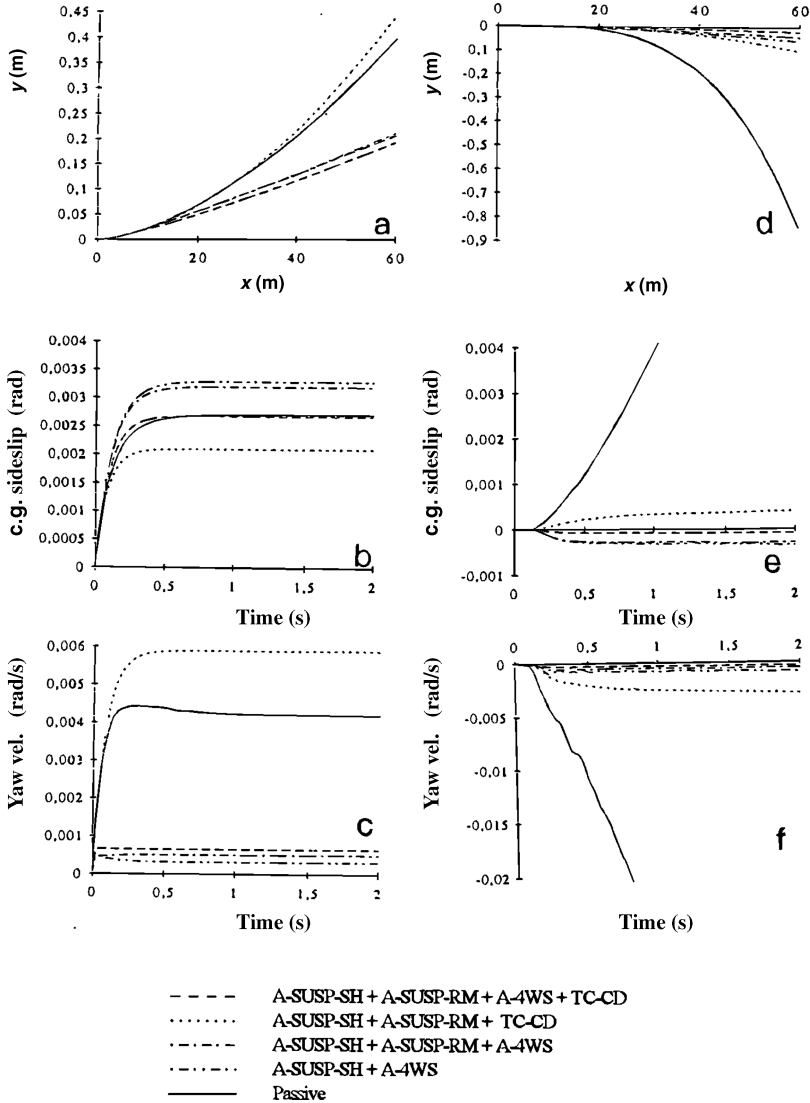 0,45
0,4
0,35
0,3
0,25
0,2
0,15
0,1
0,05
0
y (m)
0 20 40 60
x (m)
a
0 20 40 60
0
0,1
-0,2
-0,3
-0,4
-0,5
-0,6
-0,7
-0,8
-0,9
y (m)
x (m)
d
0,004
0,0035
0,003
0,0025
0,002
0,0015
0,001
0,0005
0
c.g. sideslip (rad)
0 0,5 1 1,5 2
Time (s)
b
0,004
0,003
0,002
0,001
0
-0,001
c.g. sideslip (rad)
0 0,5 1 1,5 2
Time (s)
e
0,006
0,005
0,004
0,003
0,002
0,001
0
Yaw vel. (rad/s)
0 0,5 1 1,5 2
Time (s)
c
0 0,5 1 1,5 2
0
-0,005
-0,01
-0,015
-0,02
Yaw vel. (rad/s)
Time (s)
f
A-SUSP-SH + A-SUSP-RM + A-4WS + TC-CD
A-SUSP-SH + A-SUSP-RM + TC-CD
A-SUSP-SH + A-SUSP-RM + A-4WS
A-SUSP-SH + A-4WS
Passive